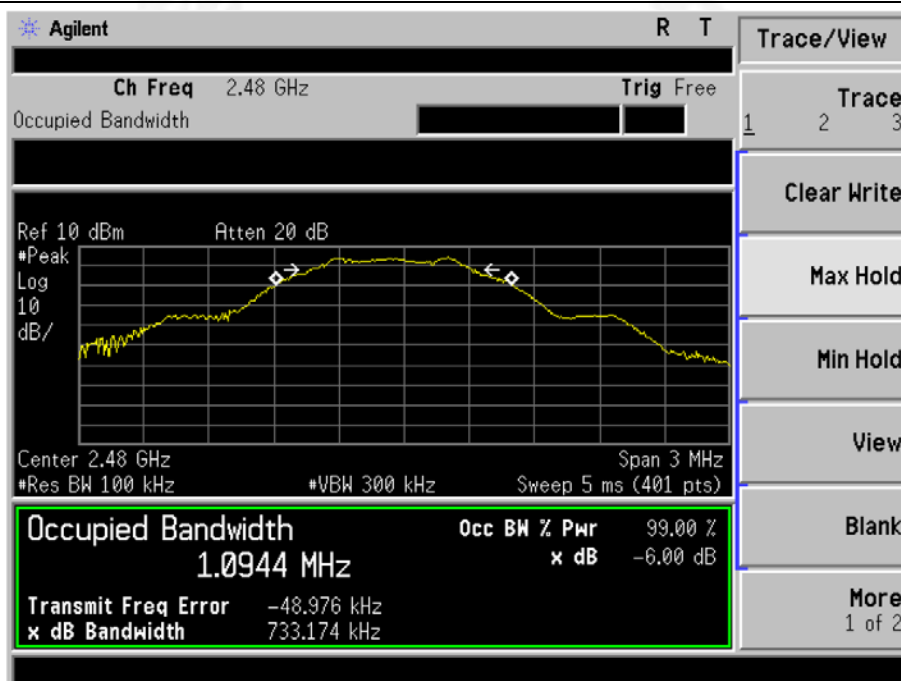 Agilent R T
Ch Freq 2.48 GHz Trig Free
Occupied Bandwidth
Ref 10 dBm Atten 20 dB
#Peak
Log
10
dB/
Center 2.48 GHz Span 3 MHz
#Res BW 100 kHz #VBW 300 kHz Sweep 5 ms (401 pts)
Occupied Bandwidth Occ BW % Pwr 99.00 %
1.0944 MHz x dB -6.00 dB
Transmit Freq Error -48.976 kHz
x dB Bandwidth 733.174 kHz
Trace/View
Trace
1 2 3
Clear Write
Max Hold
Min Hold
View
Blank
More
1 of 2